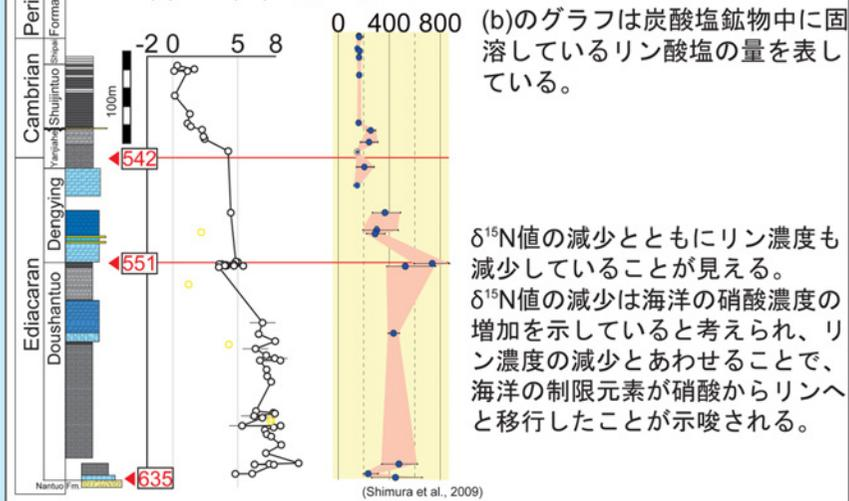 Peri
Forma
Cambrian
Shuijintuo
Shipai
Yanjiahe
Ediacaran
Dengying
Doushantuo
Nantuo Fm.
100m
-2 0 5 8
0 400 800
542
551
635
(b)のグラフは炭酸塩鉱物中に固
溶しているリン酸塩の量を表し
ている。
δ¹⁵N値の減少とともにリン濃度も
減少していることが見える。
δ¹⁵N値の減少は海洋の硝酸濃度の
増加を示していると考えられ、リ
ン濃度の減少とあわせることで、
海洋の制限元素が硝酸からリンへ
と移行したことが示唆される。
(Shimura et al., 2009)